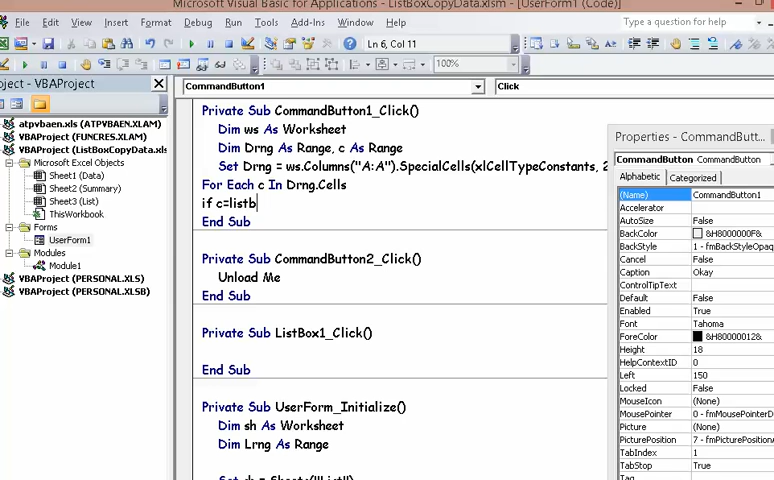 Microsoft Visual Basic for Applications - ListBoxCopyData.xlsm - [UserForm1 (Code)]
File View Insert Format Debug Run Tools Add-Ins Window Help
Type a question for help
Ln 6, Col 11
100%
oject - VBAProject
atpvbaen.xls (ATPVBAEN.XLAM)
VBAProject (FUNCRES.XLAM)
VBAProject (ListBoxCopyData.xls
Microsoft Excel Objects
Sheet1 (Data)
Sheet2 (Summary)
Sheet3 (List)
ThisWorkbook
Forms
UserForm1
Modules
Module1
VBAProject (PERSONAL.XLS)
VBAProject (PERSONAL.XLSB)
CommandButton1
Click
Private Sub CommandButton1_Click()
Dim ws As Worksheet
Dim Drng As Range, c As Range
Set Drng = ws.Columns("A:A").SpecialCells(xlCellTypeConstants, 2
For Each c In Drng.Cells
if c=listb
End Sub
Private Sub CommandButton2_Click()
Unload Me
End Sub
Private Sub ListBox1_Click()
End Sub
Private Sub UserForm_Initialize()
Dim sh As Worksheet
Dim Lrng As Range
Set sh = Sheets("List")
Properties - CommandButt...
CommandButton1 CommandButton
Alphabetic Categorized
(Name) CommandButton1
Accelerator
AutoSize False
BackColor &H8000000F&
BackStyle 1 - fmBackStyleOpaq
Cancel False
Caption Okay
ControlTipText
Default False
Enabled True
Font Tahoma
ForeColor &H80000012&
Height 18
HelpContextID 0
Left 150
Locked False
MouseIcon (None)
MousePointer 0 - fmMousePointerD
Picture (None)
PicturePosition 7 - fmPicturePositionA
TabIndex 1
TabStop True
Tag